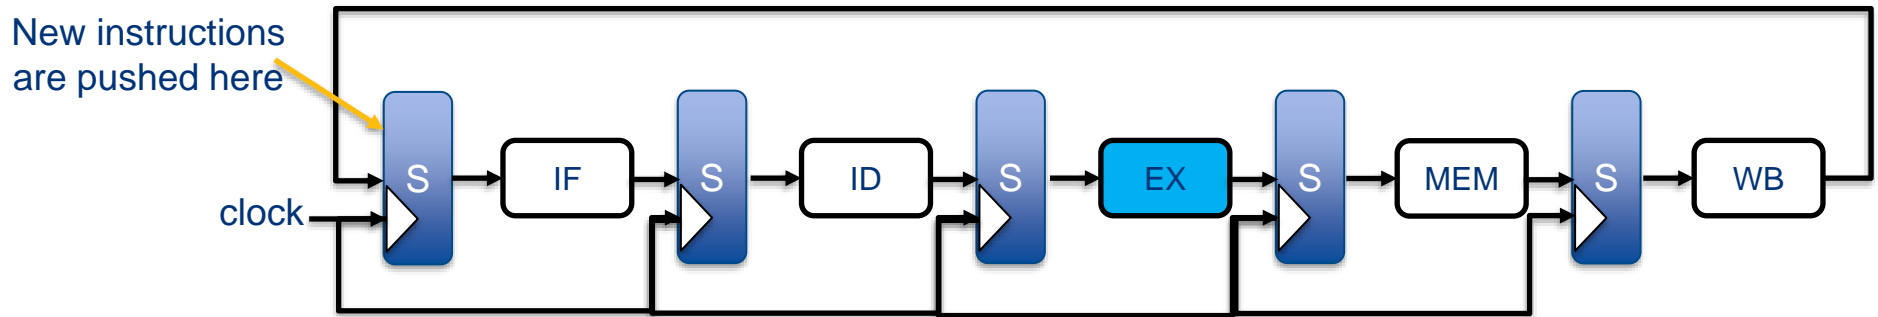 New instructions
are pushed here
S
IF
S
ID
S
EX
S
MEM
S
WB
clock